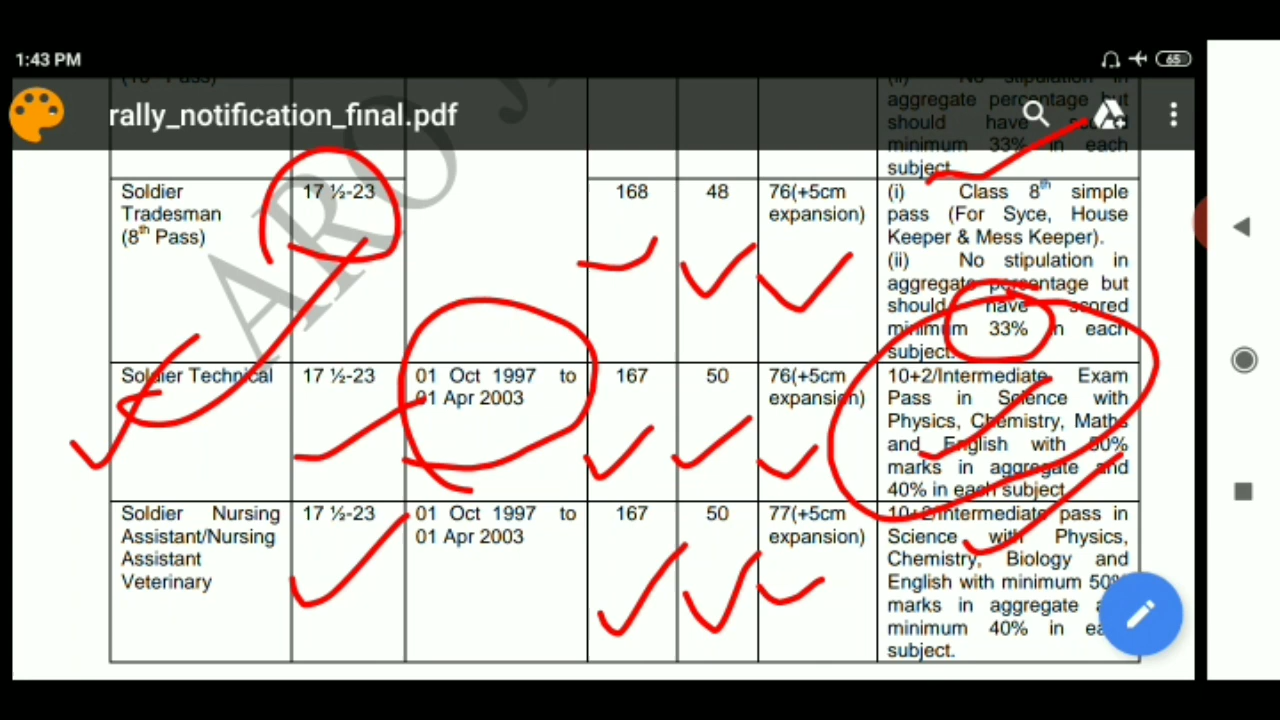 1:43 PM
65
rally_notification_final.pdf
(ii) No stipulation in
aggregate percentage but
should have scored
minimum 33% in each
subject.
Soldier
Tradesman
(8th Pass)
17 ½-23
168
48
76(+5cm
expansion)
(i) Class 8th simple
pass (For Syce, House
Keeper & Mess Keeper).
(ii) No stipulation in
aggregate percentage but
should have scored
minimum 33% in each
subject.
Soldier Technical
17 ½-23
01 Oct 1997 to
01 Apr 2003
167
50
76(+5cm
expansion)
10+2/Intermediate Exam
Pass in Science with
Physics, Chemistry, Maths
and English with 50%
marks in aggregate and
40% in each subject.
Soldier Nursing
Assistant/Nursing
Assistant
Veterinary
17 ½-23
01 Oct 1997 to
01 Apr 2003
167
50
77(+5cm
expansion)
10+2/Intermediate pass in
Science with Physics,
Chemistry, Biology and
English with minimum 50%
marks in aggregate
minimum 40% in
subject.
ARO